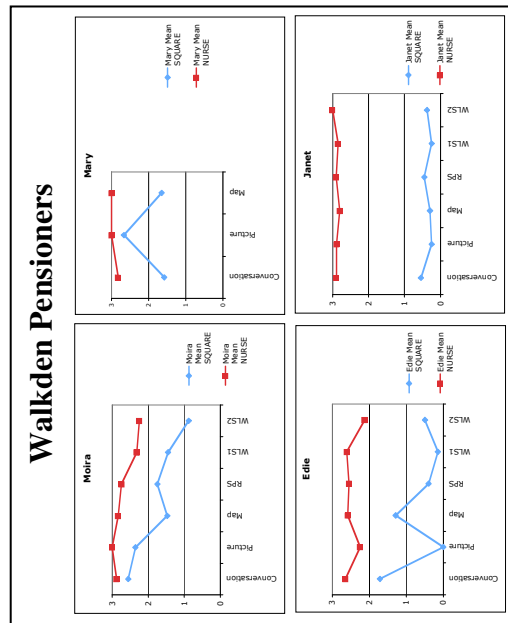 Walkden Pensioners
Moira
3
2
1
0
Conversation
Picture
Map
RPS
WLS1
WLS2
Moira
Mean
SQUARE
Moira
Mean
NURSE
Mary
3
2
1
0
Conversation
Picture
Map
Mary Mean
SQUARE
Mary Mean
NURSE
Edie
3
2
1
0
Conversation
Picture
Map
RPS
WLS1
WLS2
Edie Mean
SQUARE
Edie Mean
NURSE
Janet
3
2
1
0
Conversation
Picture
Map
RPS
WLS1
WLS2
Janet Mean
SQUARE
Janet Mean
NURSE